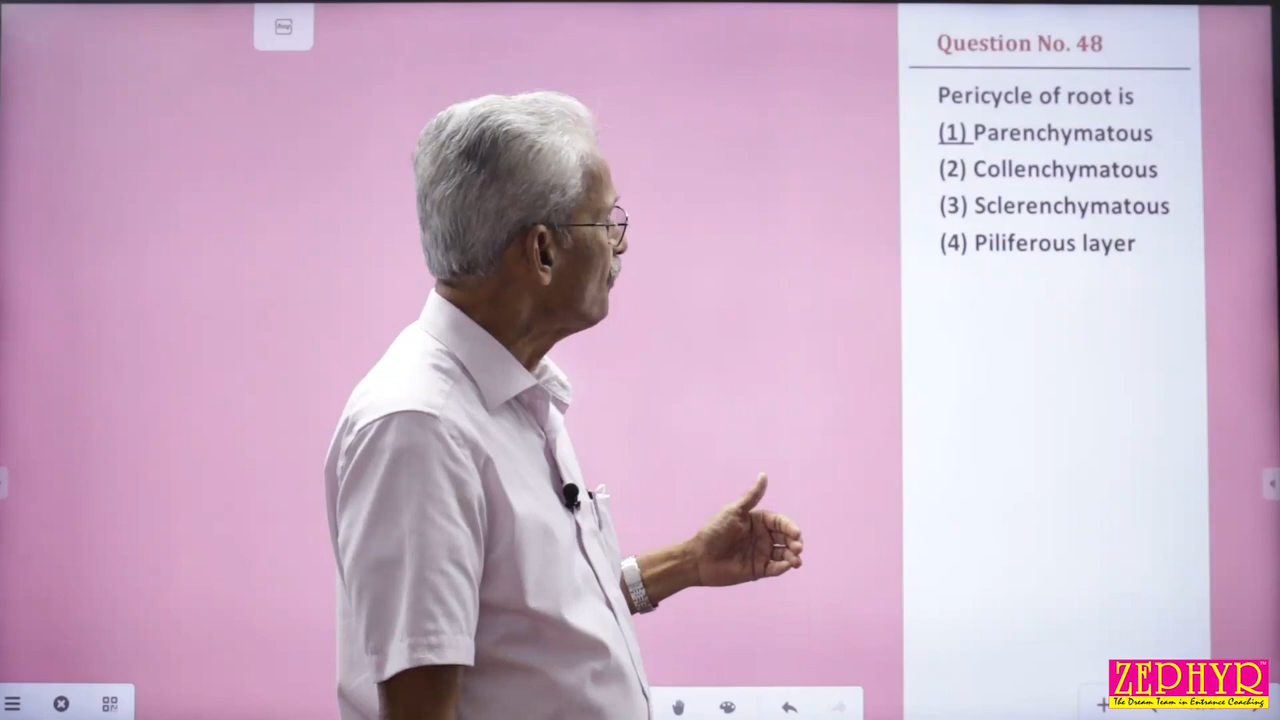 Question No. 48
Pericycle of root is
(1) Parenchymatous
(2) Collenchymatous
(3) Sclerenchymatous
(4) Piliferous layer
ZEPHYR™
The Dream Team in Entrance Coaching